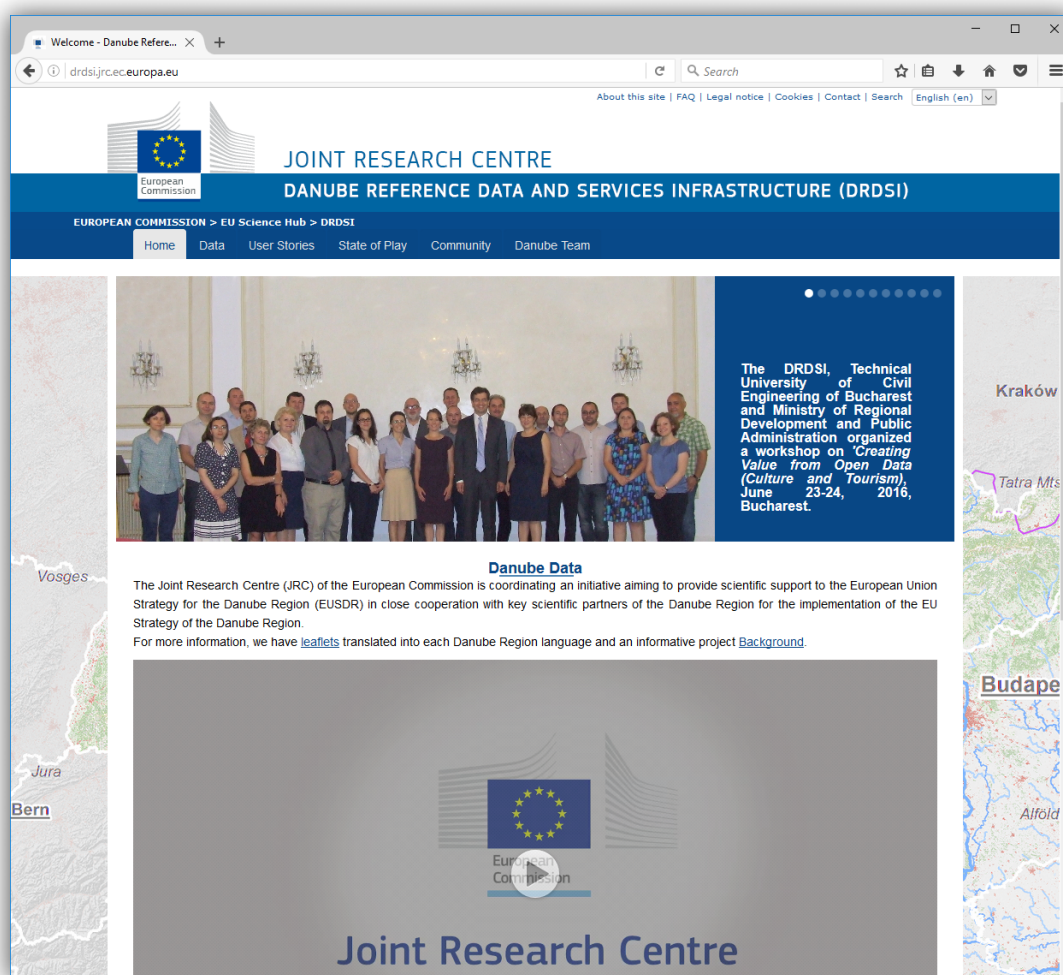 Welcome - Danube Refere...
drdsi.jrc.ec.europa.eu
Search
About this site | FAQ | Legal notice | Cookies | Contact | Search English (en)
European
Commission
JOINT RESEARCH CENTRE
DANUBE REFERENCE DATA AND SERVICES INFRASTRUCTURE (DRDSI)
EUROPEAN COMMISSION > EU Science Hub > DRDSI
Home Data User Stories State of Play Community Danube Team
The DRDSI, Technical
University of Civil
Engineering of Bucharest
and Ministry of Regional
Development and Public
Administration organized
a workshop on 'Creating
Value from Open Data
(Culture and Tourism),
June 23-24, 2016,
Bucharest.
Kraków
Tatra Mts
Vosges
Danube Data
The Joint Research Centre (JRC) of the European Commission is coordinating an initiative aiming to provide scientific support to the European Union
Strategy for the Danube Region (EUSDR) in close cooperation with key scientific partners of the Danube Region for the implementation of the EU
Strategy of the Danube Region.
For more information, we have leaflets translated into each Danube Region language and an informative project Background.
Budape
Jura
Bern
Alföld
European
Commission
Joint Research Centre